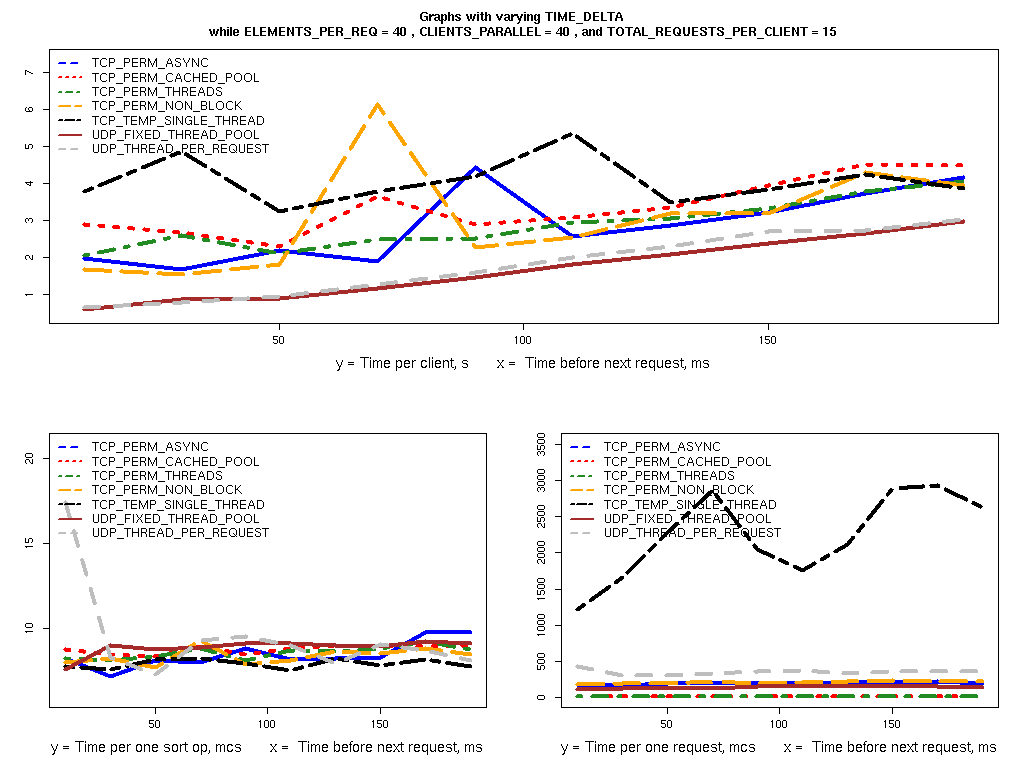 Graphs with varying TIME_DELTA
while ELEMENTS_PER_REQ = 40 , CLIENTS_PARALLEL = 40 , and TOTAL_REQUESTS_PER_CLIENT = 15
TCP_PERM_ASYNC
TCP_PERM_CACHED_POOL
TCP_PERM_THREADS
TCP_PERM_NON_BLOCK
TCP_TEMP_SINGLE_THREAD
UDP_FIXED_THREAD_POOL
UDP_THREAD_PER_REQUEST
7
6
5
4
3
2
1
50 100 150
y = Time per client, s x = Time before next request, ms
TCP_PERM_ASYNC
TCP_PERM_CACHED_POOL
TCP_PERM_THREADS
TCP_PERM_NON_BLOCK
TCP_TEMP_SINGLE_THREAD
UDP_FIXED_THREAD_POOL
UDP_THREAD_PER_REQUEST
20
15
10
50 100 150
y = Time per one sort op, mcs x = Time before next request, ms
TCP_PERM_ASYNC
TCP_PERM_CACHED_POOL
TCP_PERM_THREADS
TCP_PERM_NON_BLOCK
TCP_TEMP_SINGLE_THREAD
UDP_FIXED_THREAD_POOL
UDP_THREAD_PER_REQUEST
3500
3000
2500
2000
1500
1000
500
0
50 100 150
y = Time per one request, mcs x = Time before next request, ms